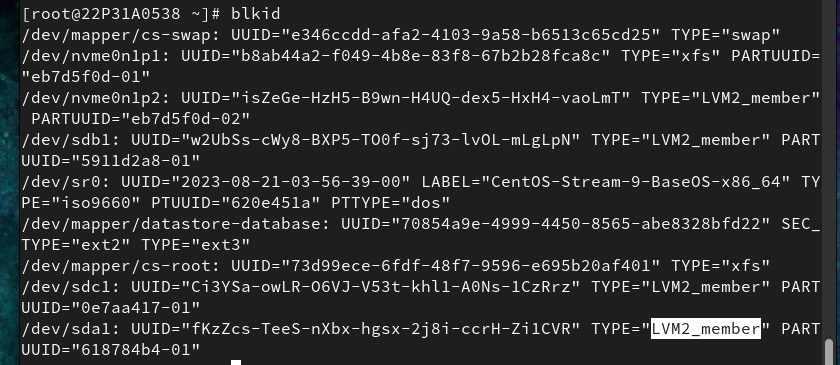 [root@22P31A0538 ~]# blkid
/dev/mapper/cs-swap: UUID="e346ccdd-afa2-4103-9a58-b6513c65cd25" TYPE="swap"
/dev/nvme0n1p1: UUID="b8ab44a2-f049-4b8e-83f8-67b2b28fca8c" TYPE="xfs" PARTUUID=
"eb7d5f0d-01"
/dev/nvme0n1p2: UUID="isZeGe-HzH5-B9wn-H4UQ-dex5-HxH4-vaoLmT" TYPE="LVM2_member"
 PARTUUID="eb7d5f0d-02"
/dev/sdb1: UUID="w2UbSs-cWy8-BXP5-TO0f-sj73-lvOL-mLgLpN" TYPE="LVM2_member" PART
UUID="5911d2a8-01"
/dev/sr0: UUID="2023-08-21-03-56-39-00" LABEL="CentOS-Stream-9-BaseOS-x86_64" TY
PE="iso9660" PTUUID="620e451a" PTTYPE="dos"
/dev/mapper/datastore-database: UUID="70854a9e-4999-4450-8565-abe8328bfd22" SEC_
TYPE="ext2" TYPE="ext3"
/dev/mapper/cs-root: UUID="73d99ece-6fdf-48f7-9596-e695b20af401" TYPE="xfs"
/dev/sdc1: UUID="Ci3YSa-owLR-O6VJ-V53t-khl1-A0Ns-1CzRrz" TYPE="LVM2_member" PART
UUID="0e7aa417-01"
/dev/sda1: UUID="fKzZcs-TeeS-nXbx-hgsx-2j8i-ccrH-Zi1CVR" TYPE="LVM2_member" PART
UUID="618784b4-01"